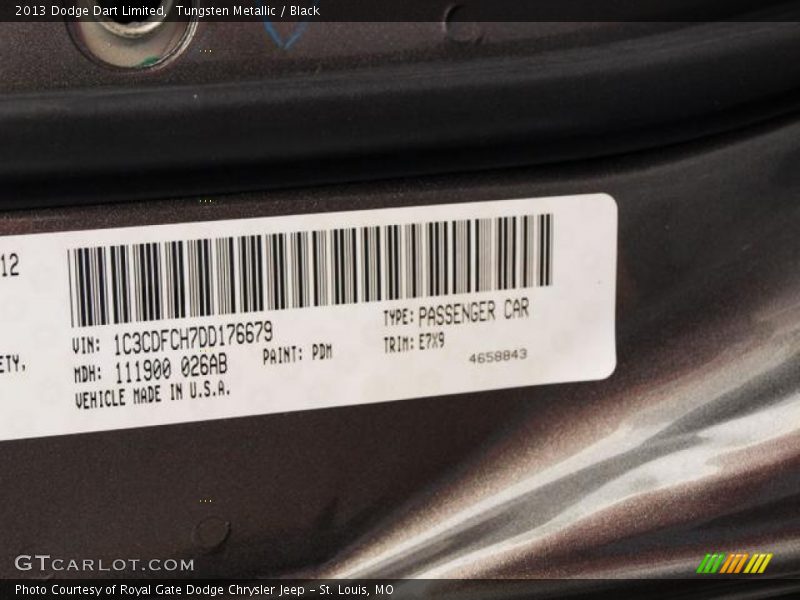 2013 Dodge Dart Limited, Tungsten Metallic / Black
12
ETY,
VIN: 1C3CDFCH7DD176679
MDH: 111900 026AB
VEHICLE MADE IN U.S.A.
PAINT: PDM
TYPE: PASSENGER CAR
TRIM: E7X9
4658843
GTCARLOT.COM
Photo Courtesy of Royal Gate Dodge Chrysler Jeep – St. Louis, MO